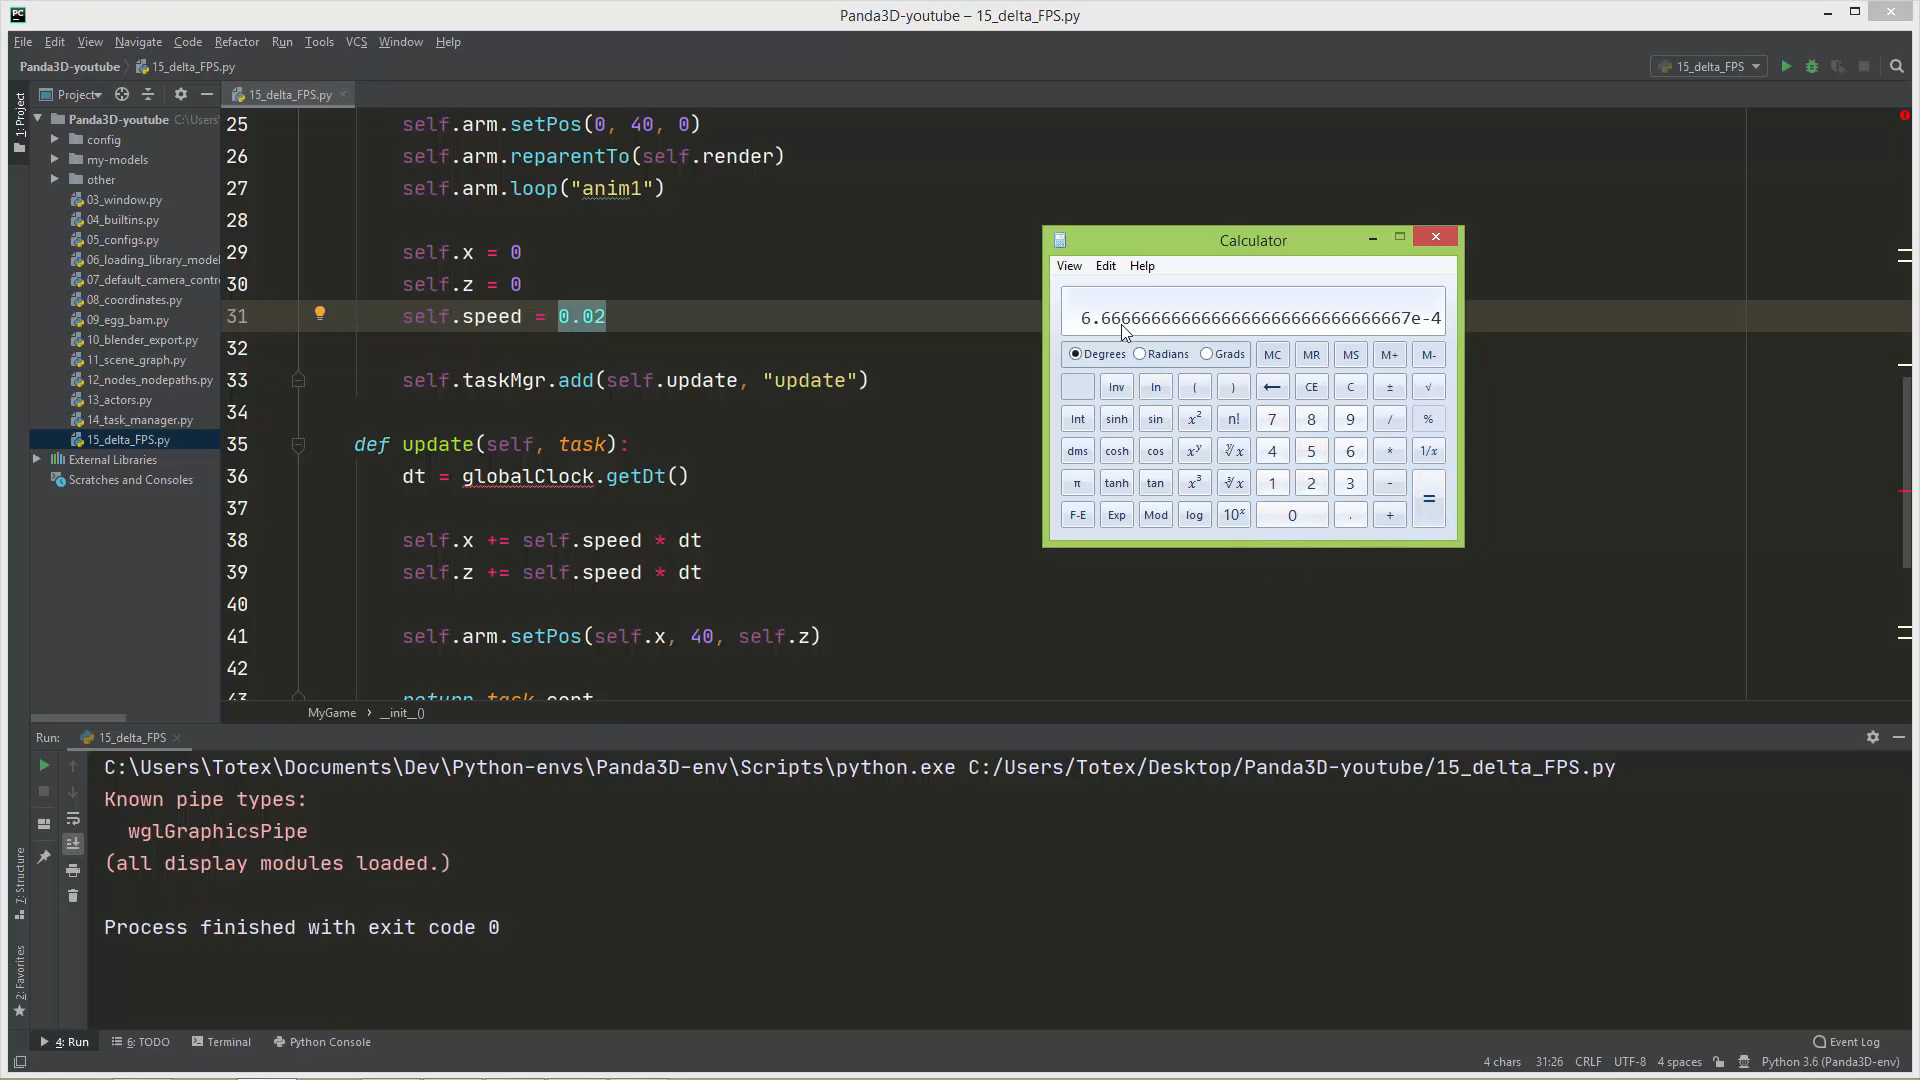 Panda3D-youtube – 15_delta_FPS.py
File Edit View Navigate Code Refactor Run Tools VCS Window Help
Panda3D-youtube 15_delta_FPS.py
15_delta_FPS
1: Project
Project
15_delta_FPS.py
Panda3D-youtube C:\Users
config
my-models
other
03_window.py
04_builtins.py
05_configs.py
06_loading_library_model
07_default_camera_contro
08_coordinates.py
09_egg_bam.py
10_blender_export.py
11_scene_graph.py
12_nodes_nodepaths.py
13_actors.py
14_task_manager.py
15_delta_FPS.py
External Libraries
Scratches and Consoles
25 self.arm.setPos(0, 40, 0)
26 self.arm.reparentTo(self.render)
27 self.arm.loop("anim1")
28
29 self.x = 0
30 self.z = 0
31 self.speed = 0.02
32
33 self.taskMgr.add(self.update, "update")
34
35 def update(self, task):
36 dt = globalClock.getDt()
37
38 self.x += self.speed * dt
39 self.z += self.speed * dt
40
41 self.arm.setPos(self.x, 40, self.z)
42
43 return task.cont
MyGame › __init__()
Calculator
View Edit Help
6.6666666666666666666666666666667e-4
Degrees Radians Grads MC MR MS M+ M-
Inv ln ( ) ← CE C ± √
Int sinh sin x² n! 7 8 9 / %
dms cosh cos xʸ ʸ√x 4 5 6 * 1/x
π tanh tan x³ ³√x 1 2 3 - =
F-E Exp Mod log 10ˣ 0 . +
Run: 15_delta_FPS
C:\Users\Totex\Documents\Dev\Python-envs\Panda3D-env\Scripts\python.exe C:/Users/Totex/Desktop/Panda3D-youtube/15_delta_FPS.py
Known pipe types:
wglGraphicsPipe
(all display modules loaded.)
Process finished with exit code 0
7: Structure
2: Favorites
4: Run 6: TODO Terminal Python Console
Event Log
4 chars 31:26 CRLF UTF-8 4 spaces Python 3.6 (Panda3D-env)